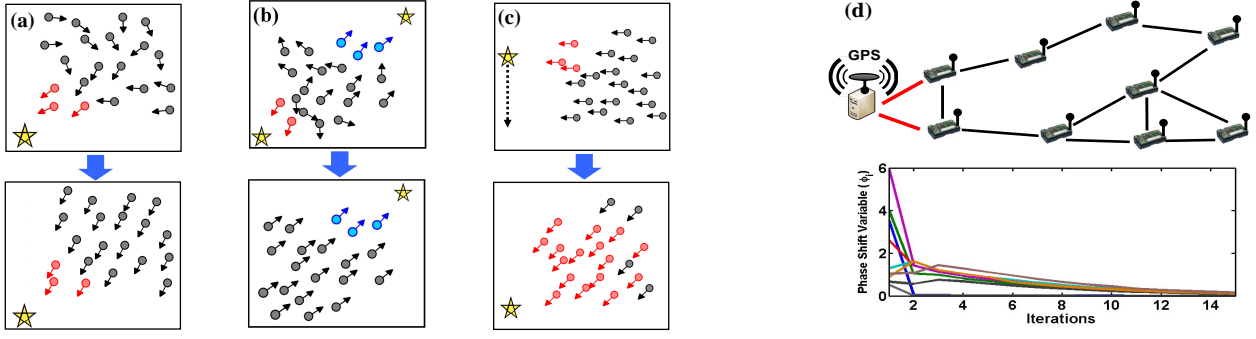 (a)
(b)
(c)
(d)
GPS
6
4
2
0
Phase Shift Variable (ϕᵢ)
2 4 6 8 10 12 14
Iterations